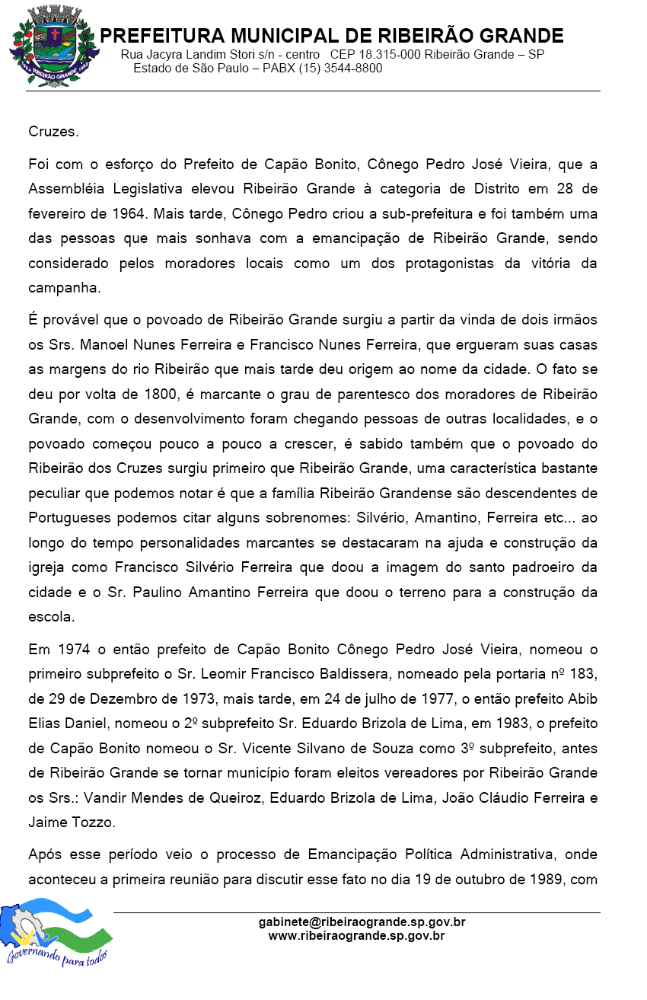 PREFEITURA MUNICIPAL DE RIBEIRÃO GRANDE
Rua Jacyra Landim Stori s/n - centro CEP 18.315-000 Ribeirão Grande – SP
Estado de São Paulo – PABX (15) 3544-8800
1964 RIBEIRÃO GRANDE 1992
Cruzes.
Foi com o esforço do Prefeito de Capão Bonito, Cônego Pedro José Vieira, que a
Assembléia Legislativa elevou Ribeirão Grande à categoria de Distrito em 28 de
fevereiro de 1964. Mais tarde, Cônego Pedro criou a sub-prefeitura e foi também uma
das pessoas que mais sonhava com a emancipação de Ribeirão Grande, sendo
considerado pelos moradores locais como um dos protagonistas da vitória da
campanha.
É provável que o povoado de Ribeirão Grande surgiu a partir da vinda de dois irmãos
os Srs. Manoel Nunes Ferreira e Francisco Nunes Ferreira, que ergueram suas casas
as margens do rio Ribeirão que mais tarde deu origem ao nome da cidade. O fato se
deu por volta de 1800, é marcante o grau de parentesco dos moradores de Ribeirão
Grande, com o desenvolvimento foram chegando pessoas de outras localidades, e o
povoado começou pouco a pouco a crescer, é sabido também que o povoado do
Ribeirão dos Cruzes surgiu primeiro que Ribeirão Grande, uma característica bastante
peculiar que podemos notar é que a família Ribeirão Grandense são descendentes de
Portugueses podemos citar alguns sobrenomes: Silvério, Amantino, Ferreira etc... ao
longo do tempo personalidades marcantes se destacaram na ajuda e construção da
igreja como Francisco Silvério Ferreira que doou a imagem do santo padroeiro da
cidade e o Sr. Paulino Amantino Ferreira que doou o terreno para a construção da
escola.
Em 1974 o então prefeito de Capão Bonito Cônego Pedro José Vieira, nomeou o
primeiro subprefeito o Sr. Leomir Francisco Baldissera, nomeado pela portaria nº 183,
de 29 de Dezembro de 1973, mais tarde, em 24 de julho de 1977, o então prefeito Abib
Elias Daniel, nomeou o 2º subprefeito Sr. Eduardo Brizola de Lima, em 1983, o prefeito
de Capão Bonito nomeou o Sr. Vicente Silvano de Souza como 3º subprefeito, antes
de Ribeirão Grande se tornar município foram eleitos vereadores por Ribeirão Grande
os Srs.: Vandir Mendes de Queiroz, Eduardo Brizola de Lima, João Cláudio Ferreira e
Jaime Tozzo.
Após esse período veio o processo de Emancipação Política Administrativa, onde
aconteceu a primeira reunião para discutir esse fato no dia 19 de outubro de 1989, com
gabinete@ribeiraogrande.sp.gov.br
www.ribeiraogrande.sp.gov.br
Governando para todos